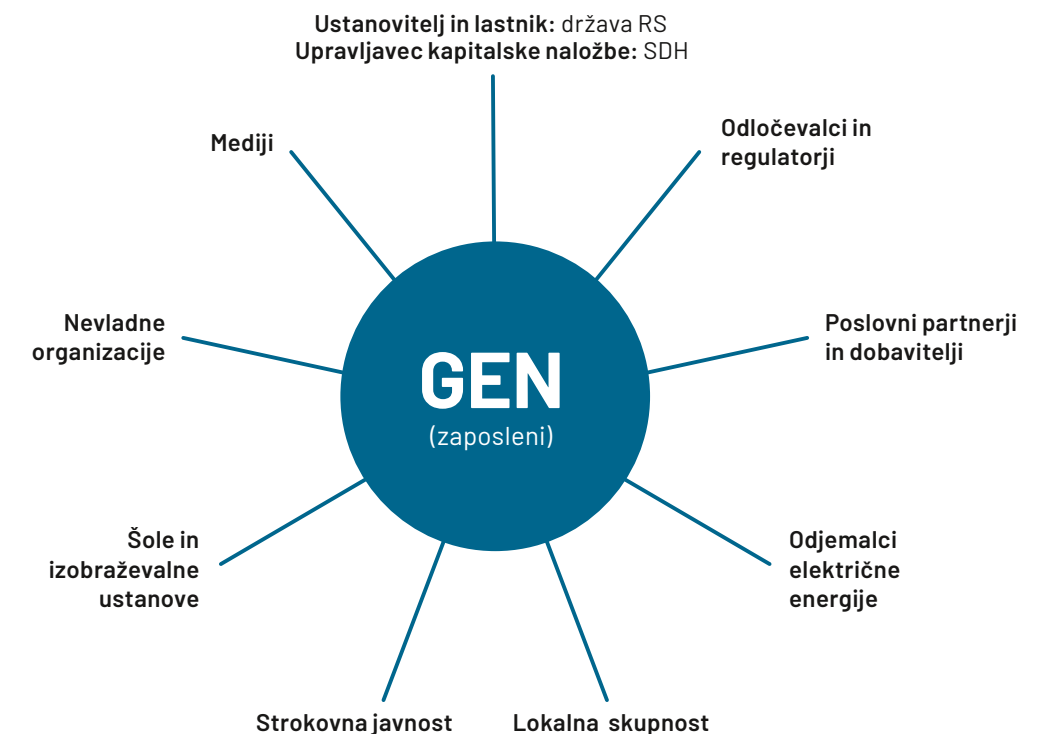 Ustanovitelj in lastnik: država RS
Upravljavec kapitalske naložbe: SDH
Odločevalci in
regulatorji
Poslovni partnerji
in dobavitelji
Odjemalci
električne
energije
Lokalna skupnost
Strokovna javnost
Šole in
izobraževalne
ustanove
Nevladne
organizacije
Mediji
GEN
(zaposleni)